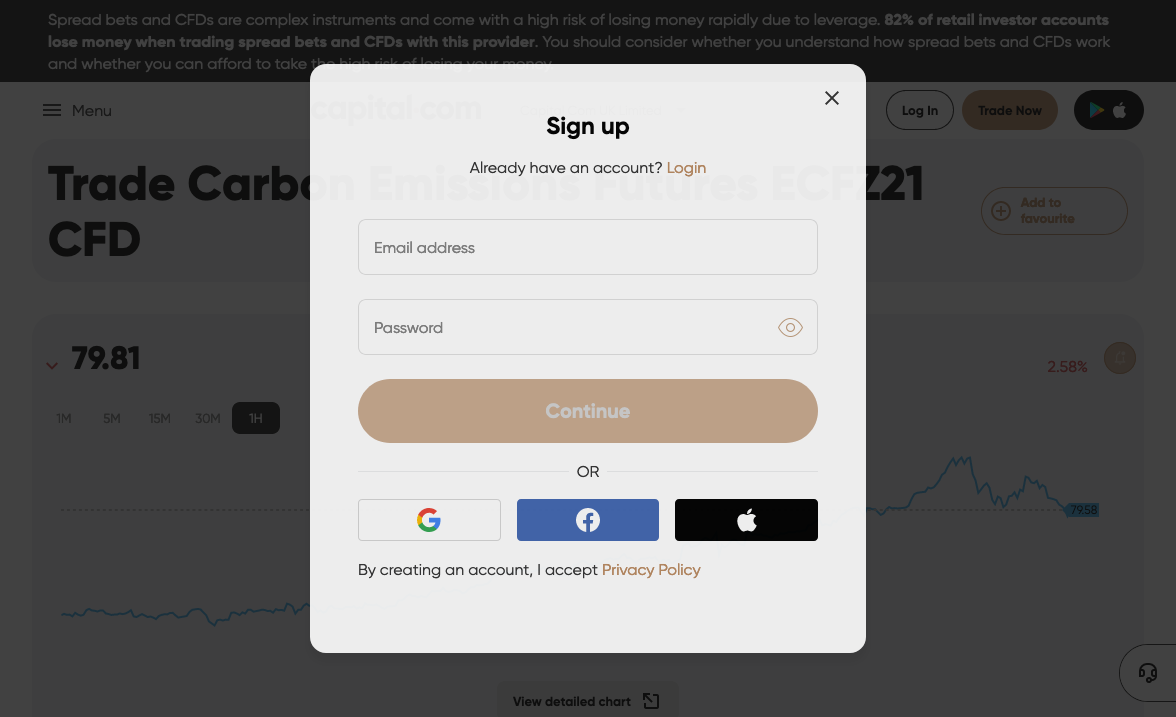 Spread bets and CFDs are complex instruments and come with a high risk of losing money rapidly due to leverage. 82% of retail investor accounts
lose money when trading spread bets and CFDs with this provider. You should consider whether you understand how spread bets and CFDs work
and whether you can afford to take the high risk of losing your money.
Menu
capital com
Log In
Trade Now
Sign up
Already have an account? Login
Trade Carbon Emissions Futures ECFZ21
CFD
Add to
favourite
Email address
Password
79.81
2.58%
1M
5M
15M
30M
1H
Continue
OR
79.58
By creating an account, I accept Privacy Policy
View detailed chart